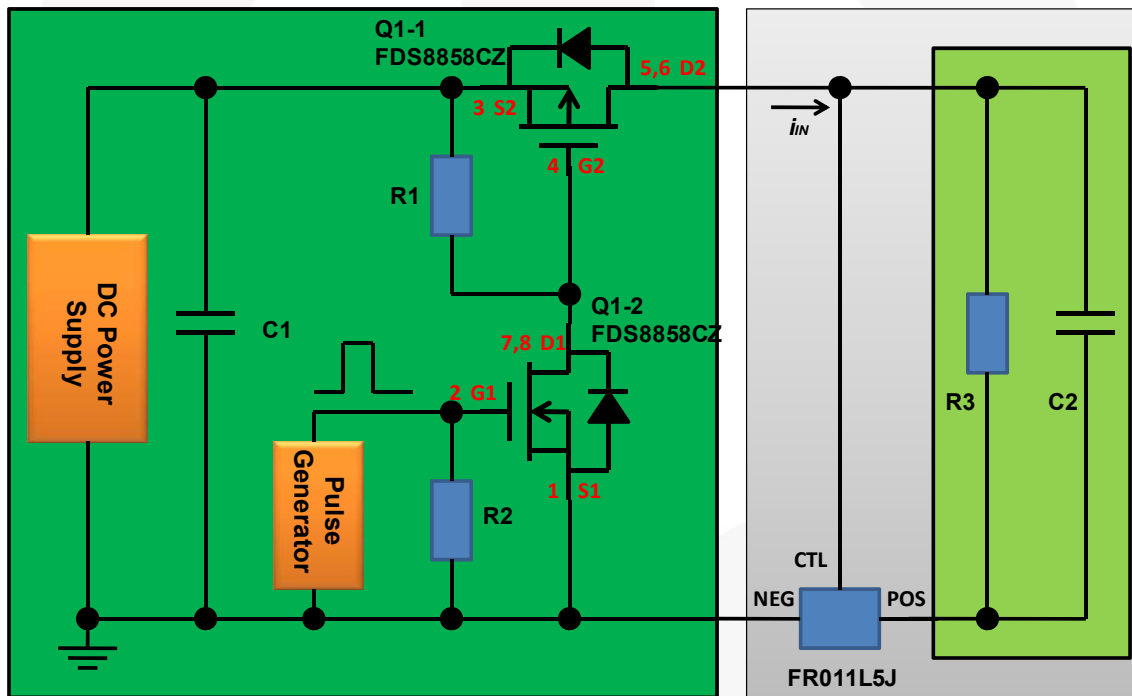 Q1-1
FDS8858CZ
5,6 D2
3 S2
iIN
4 G2
R1
DC Power
Supply
C1
Q1-2
FDS8858CZ
7,8 D1
2 G1
R3
C2
Pulse
Generator
1 S1
R2
CTL
NEG
POS
FR011L5J